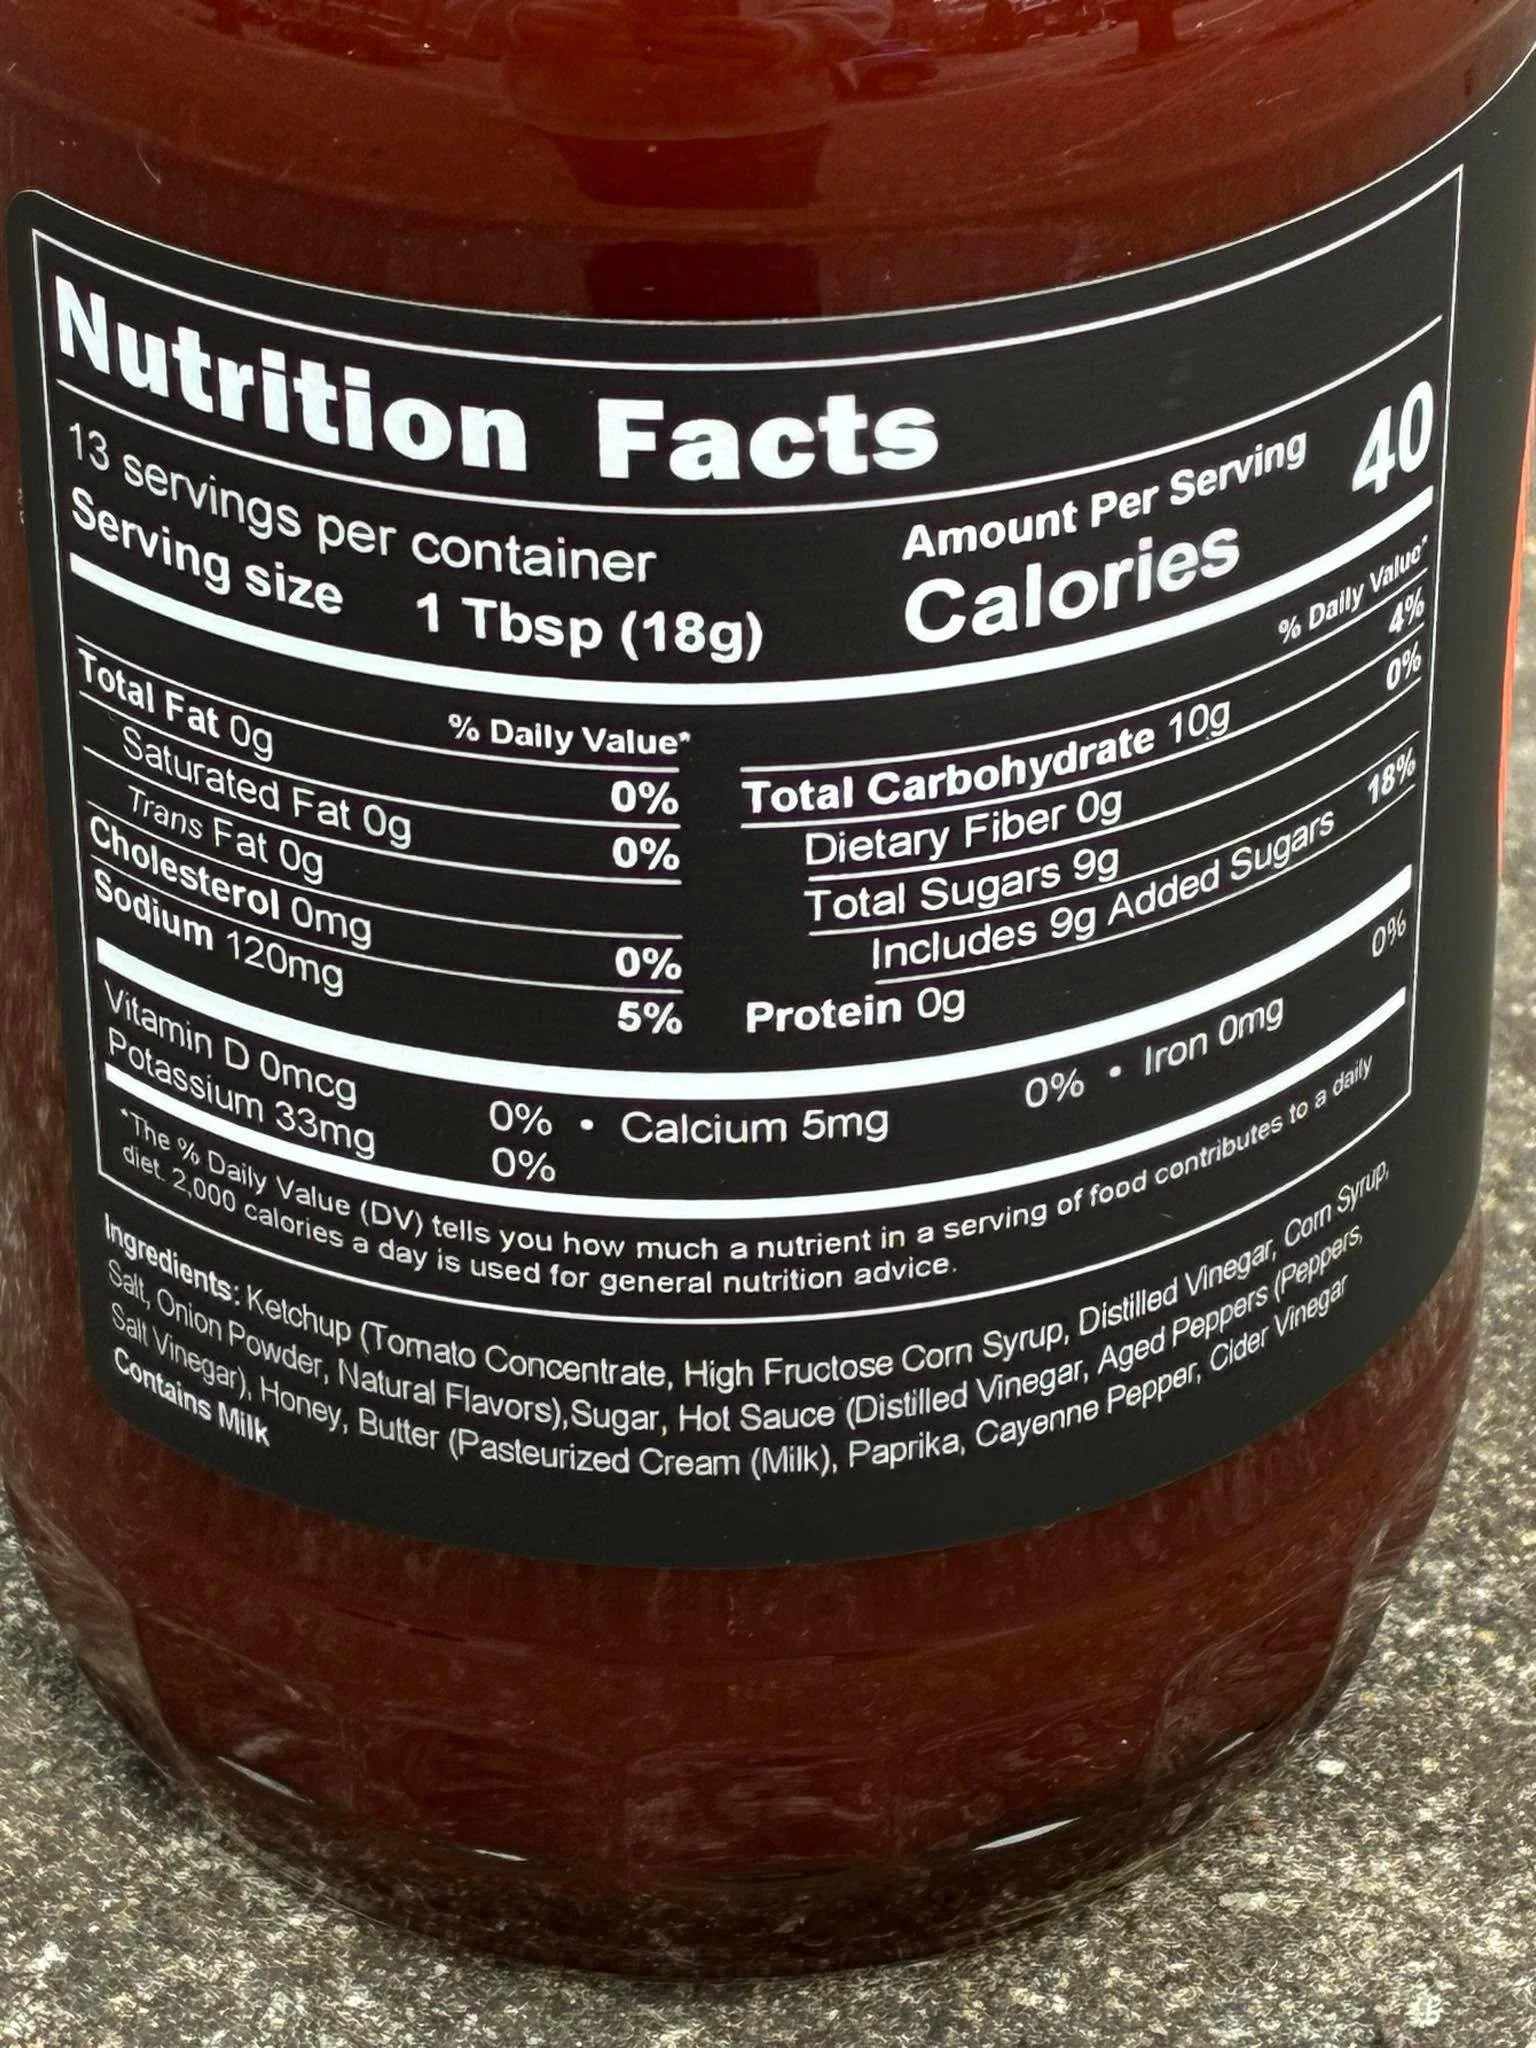 Nutrition Facts
13 servings per container
Serving size 1 Tbsp (18g)
Amount Per Serving
Calories 40
% Daily Value*
Total Fat 0g 0%
Saturated Fat 0g 0%
Trans Fat 0g
Cholesterol 0mg 0%
Sodium 120mg 5%
% Daily Value*
Total Carbohydrate 10g 4%
Dietary Fiber 0g 0%
Total Sugars 9g
Includes 9g Added Sugars 18%
Protein 0g
Vitamin D 0mcg 0% • Calcium 5mg 0% • Iron 0mg 0%
Potassium 33mg 0%
*The % Daily Value (DV) tells you how much a nutrient in a serving of food contributes to a daily
diet. 2,000 calories a day is used for general nutrition advice.
Ingredients: Ketchup (Tomato Concentrate, High Fructose Corn Syrup, Distilled Vinegar, Corn Syrup,
Salt, Onion Powder, Natural Flavors),Sugar, Hot Sauce (Distilled Vinegar, Aged Peppers (Peppers,
Salt Vinegar), Honey, Butter (Pasteurized Cream (Milk), Paprika, Cayenne Pepper, Cider Vinegar
Contains Milk